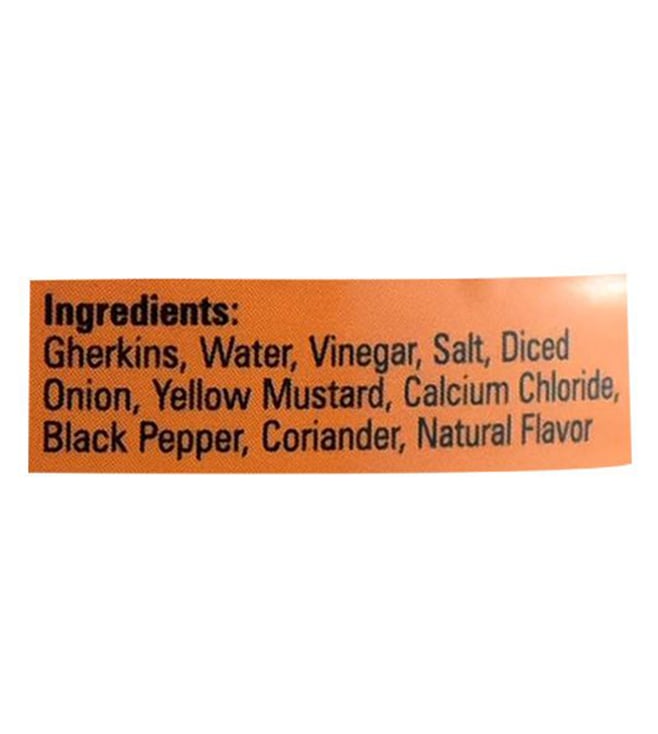 Ingredients:
Gherkins, Water, Vinegar, Salt, Diced
Onion, Yellow Mustard, Calcium Chloride,
Black Pepper, Coriander, Natural Flavor